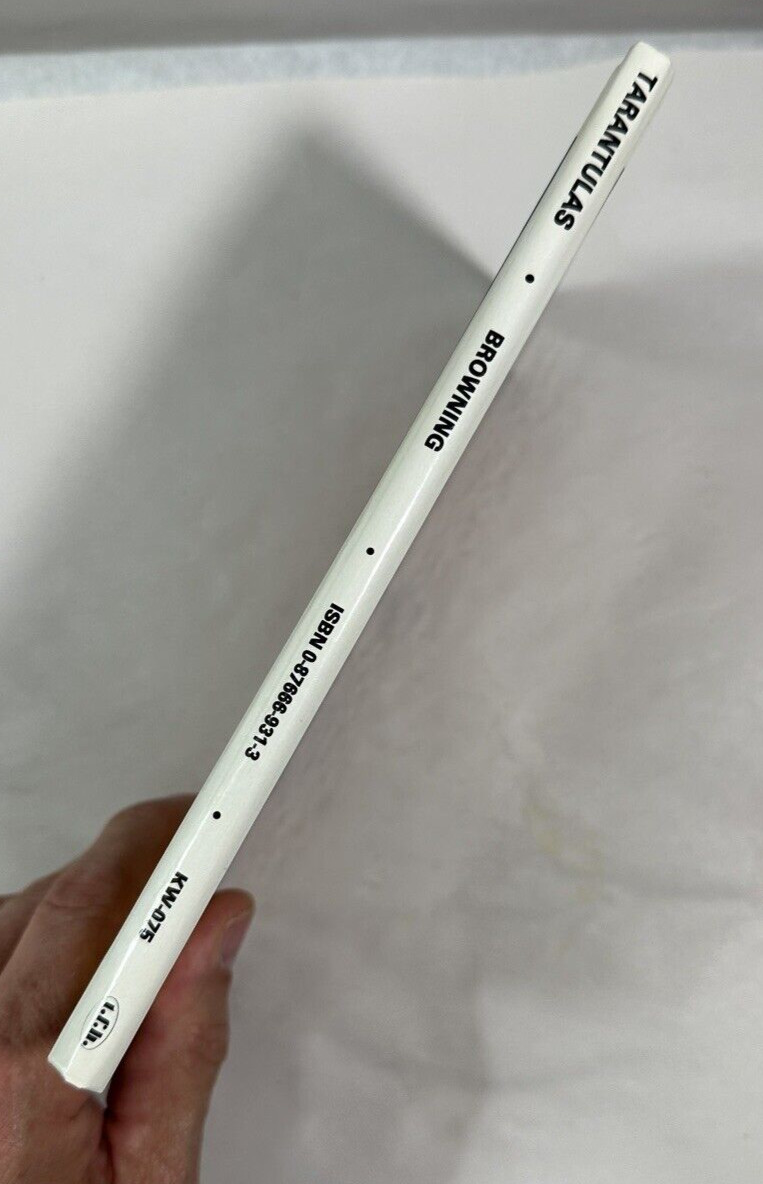 TARANTULAS • BROWNING • ISBN 0-87666-931-3 • KW-075 t.f.h.